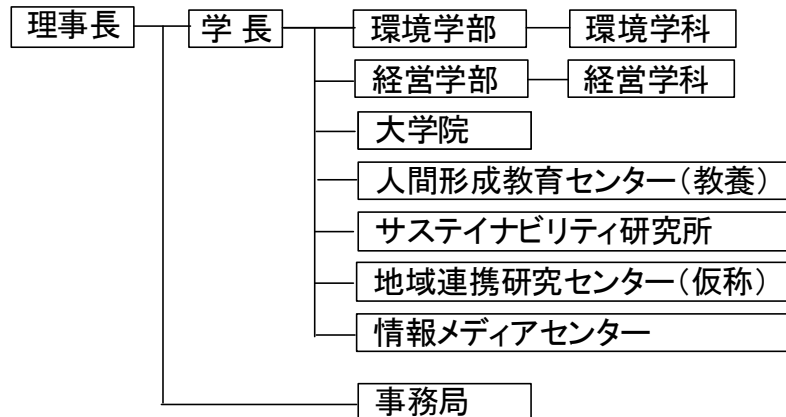 理事長 学 長 環境学部 環境学科
経営学部 経営学科
大学院
人間形成教育センター（教養）
サステイナビリティ研究所
地域連携研究センター（仮称）
情報メディアセンター
事務局